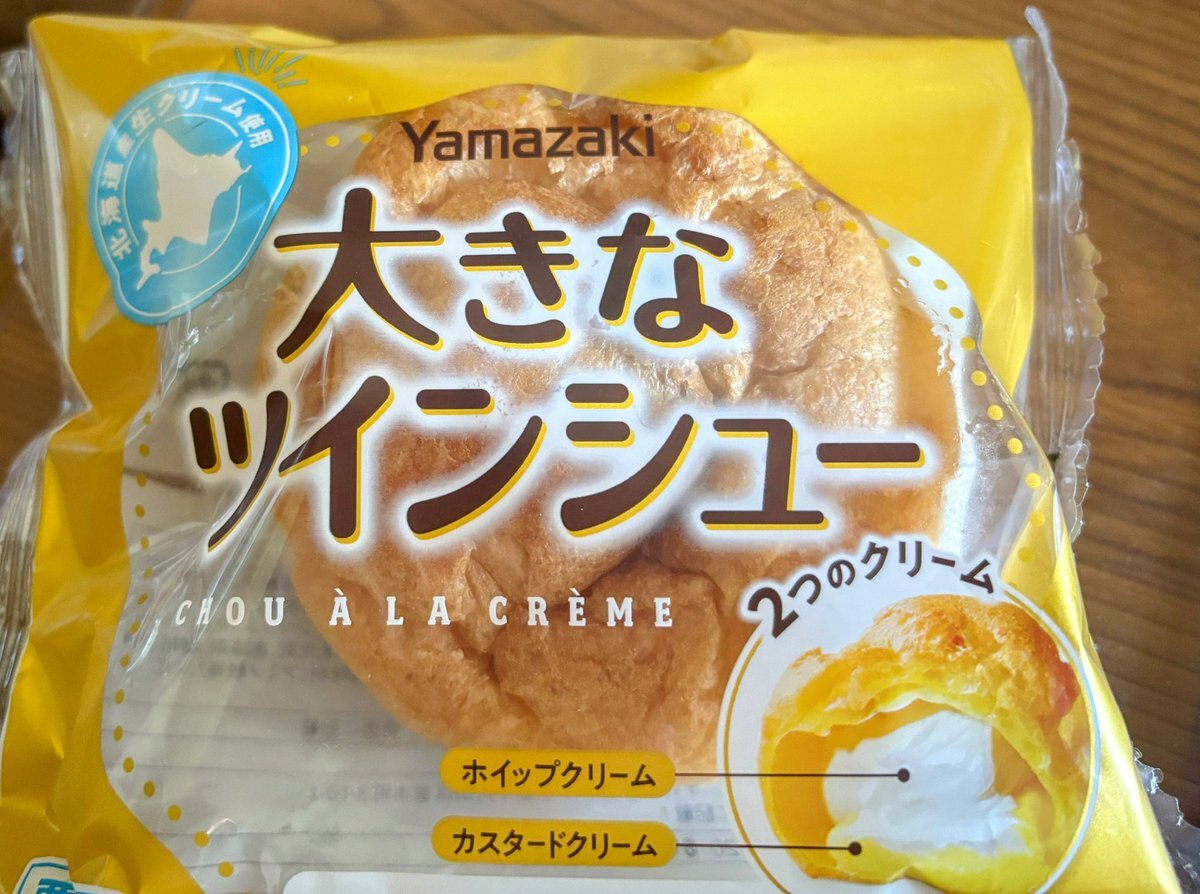 北海道産生クリーム使用
Yamazaki
大きな
ツインシュー
CHOU À LA CRÈME
2つのクリーム
ホイップクリーム
カスタードクリーム